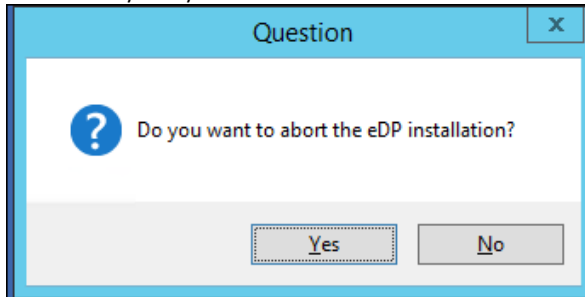 Question
x
Do you want to abort the eDP installation?
Yes
No